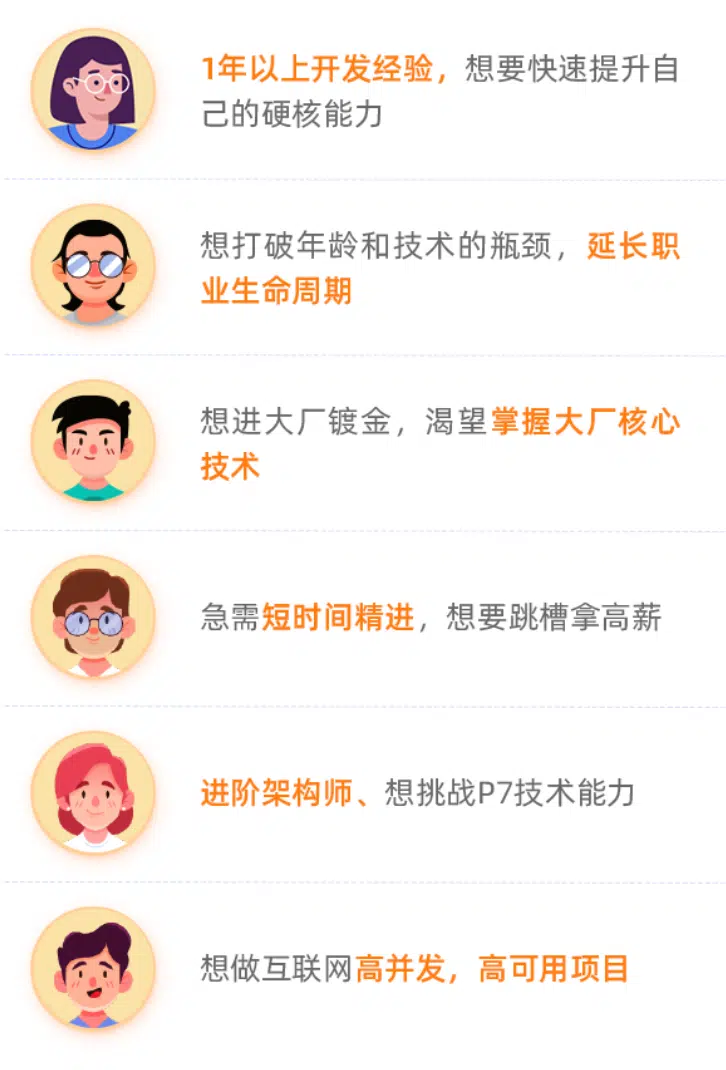 1年以上开发经验，想要快速提升自
己的硬核能力
想打破年龄和技术的瓶颈，延长职
业生命周期
想进大厂镀金，渴望掌握大厂核心
技术
急需短时间精进，想要跳槽拿高薪
进阶架构师、想挑战P7技术能力
想做互联网高并发，高可用项目